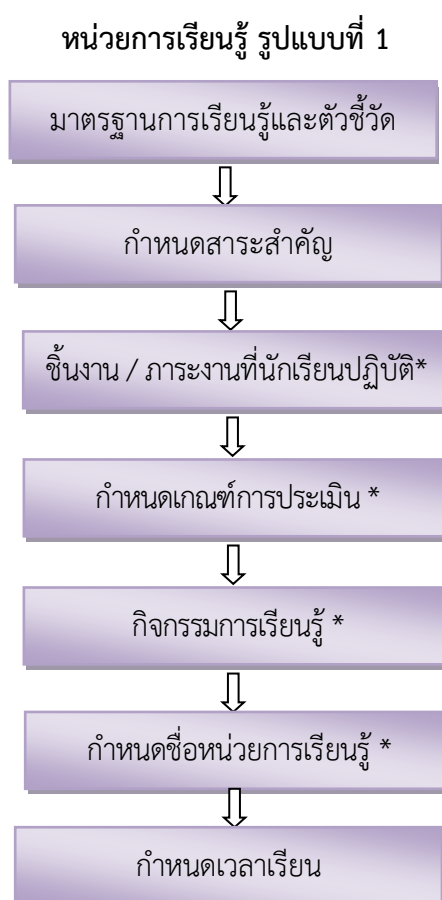 หน่วยการเรียนรู้ รูปแบบที่ 1
มาตรฐานการเรียนรู้และตัวชี้วัด
กำหนดสาระสำคัญ
ชิ้นงาน / ภาระงานที่นักเรียนปฏิบัติ*
กำหนดเกณฑ์การประเมิน *
กิจกรรมการเรียนรู้ *
กำหนดชื่อหน่วยการเรียนรู้ *
กำหนดเวลาเรียน